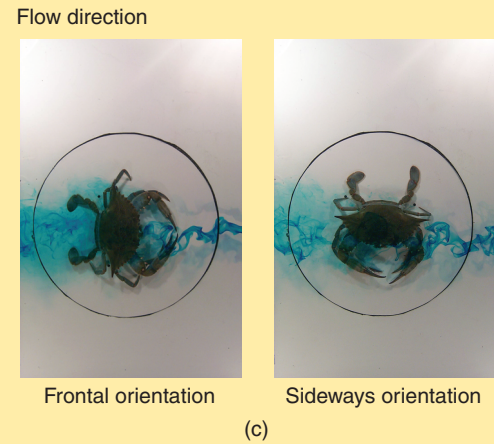 Flow direction
Frontal orientation
Sideways orientation
(c)